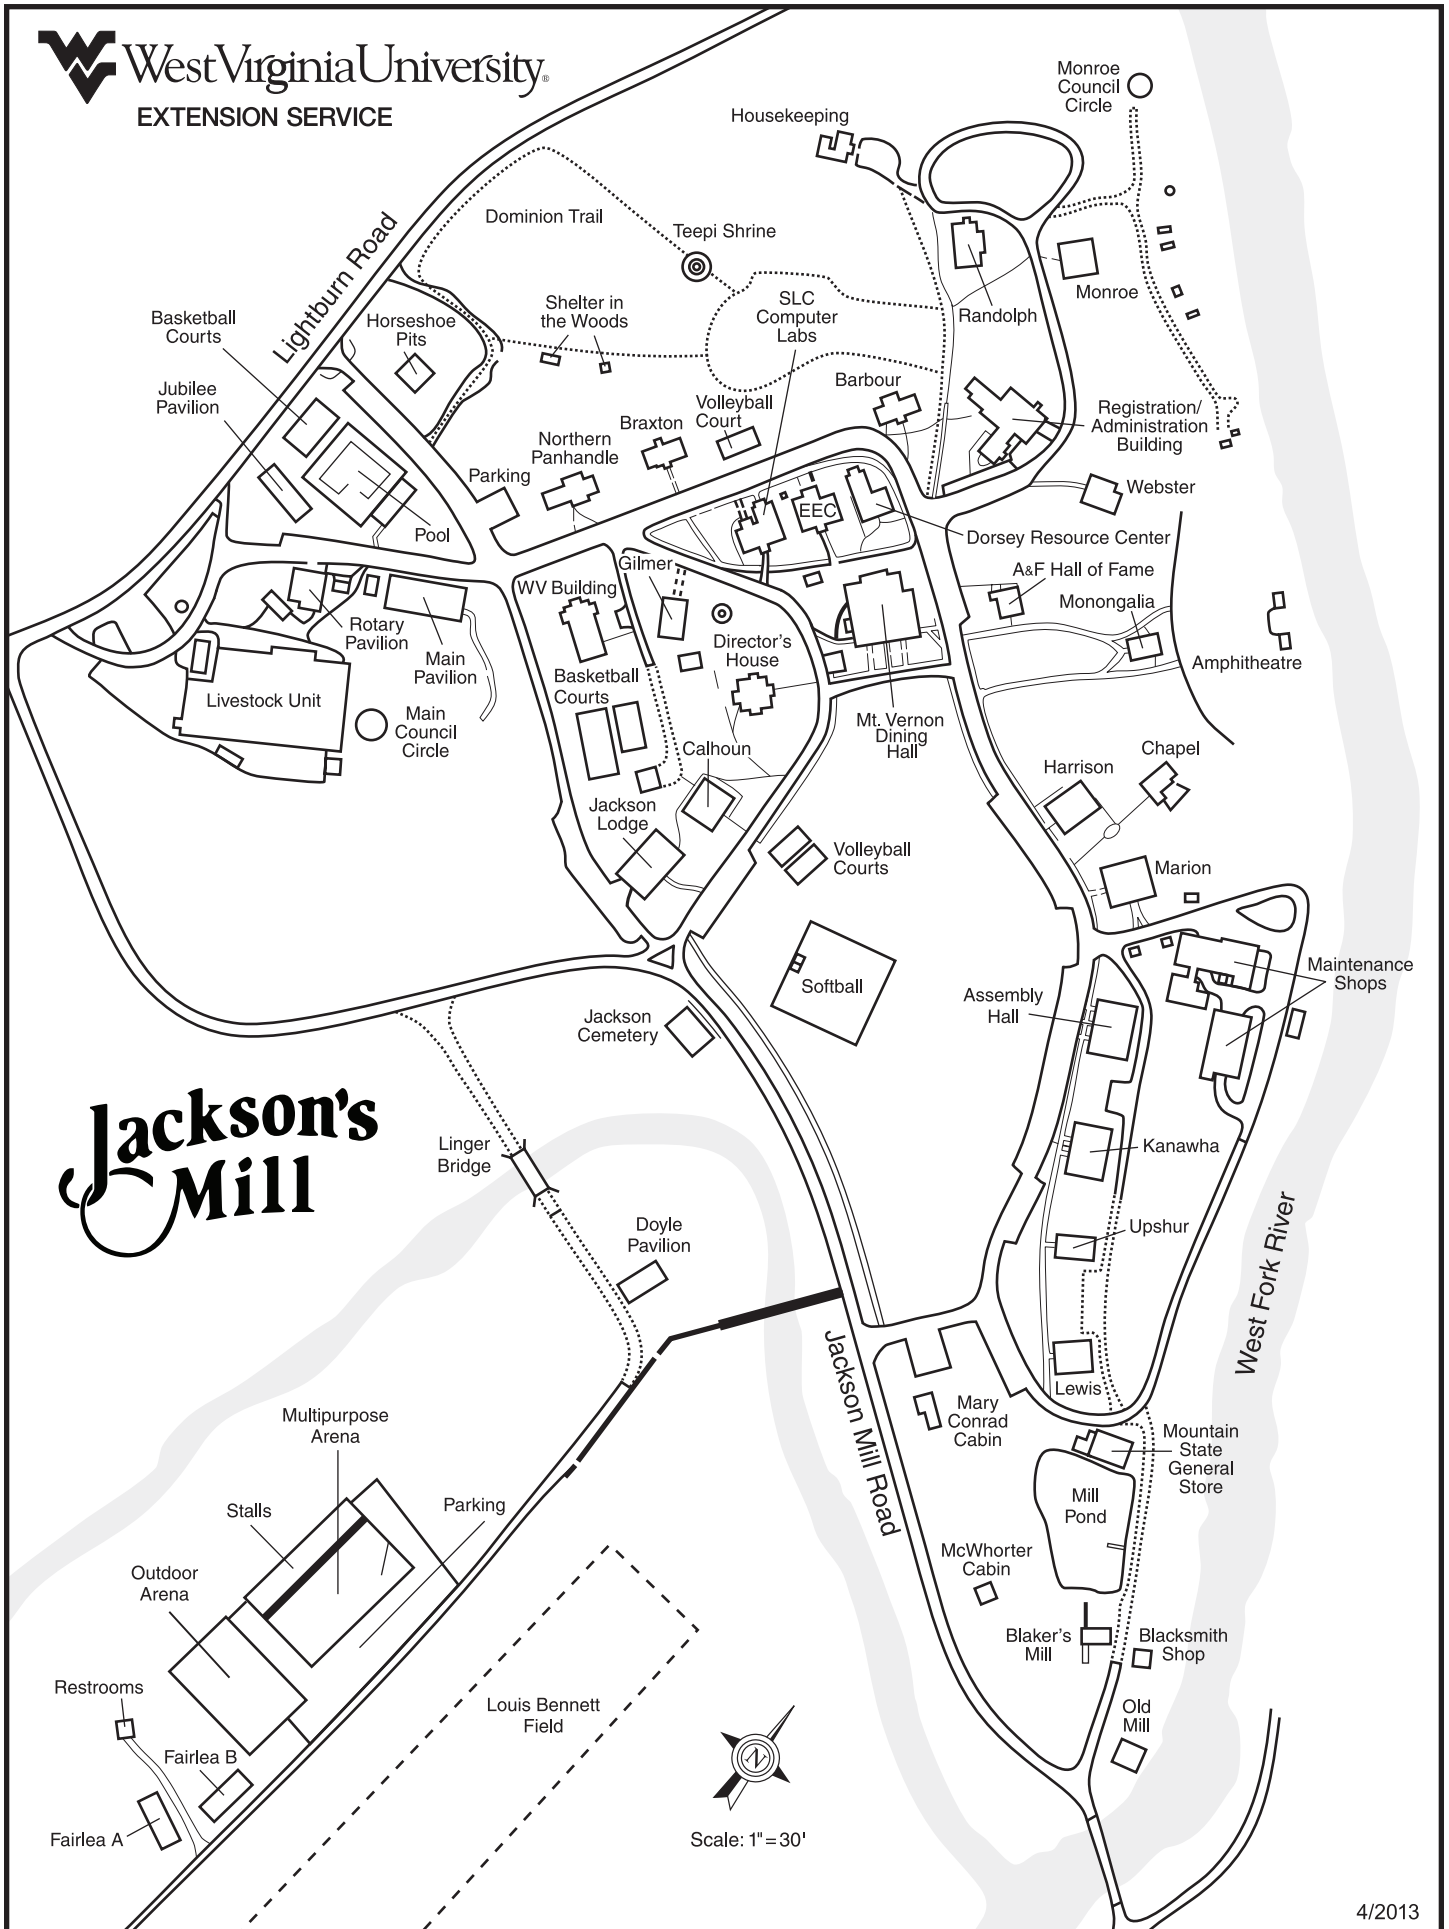 West Virginia University®
EXTENSION SERVICE
Monroe
Council
Circle
Housekeeping
Dominion Trail
Teepi Shrine
Lightburn Road
Randolph
Monroe
Basketball
Courts
Horseshoe
Pits
Shelter in
the Woods
SLC
Computer
Labs
Jubilee
Pavilion
Barbour
Volleyball
Court
Braxton
Northern
Panhandle
Parking
Registration/
Administration
Building
Webster
Pool
EEC
Dorsey Resource Center
Gilmer
WV Building
A&F Hall of Fame
Monongalia
Rotary
Pavilion
Main
Pavilion
Director's
House
Amphitheatre
Livestock Unit
Basketball
Courts
Main
Council
Circle
Mt. Vernon
Dining
Hall
Calhoun
Chapel
Harrison
Jackson
Lodge
Volleyball
Courts
Marion
Softball
Maintenance
Shops
Assembly
Hall
Jackson
Cemetery
Jackson's
Mill
Linger
Bridge
Kanawha
Doyle
Pavilion
Upshur
West Fork River
Jackson Mill Road
Lewis
Mary
Conrad
Cabin
Multipurpose
Arena
Mountain
State
General
Store
Stalls
Parking
Mill
Pond
Outdoor
Arena
McWhorter
Cabin
Blaker's
Mill
Blacksmith
Shop
Restrooms
Louis Bennett
Field
Old
Mill
Fairlea B
N
Fairlea A
Scale: 1"=30'
4/2013